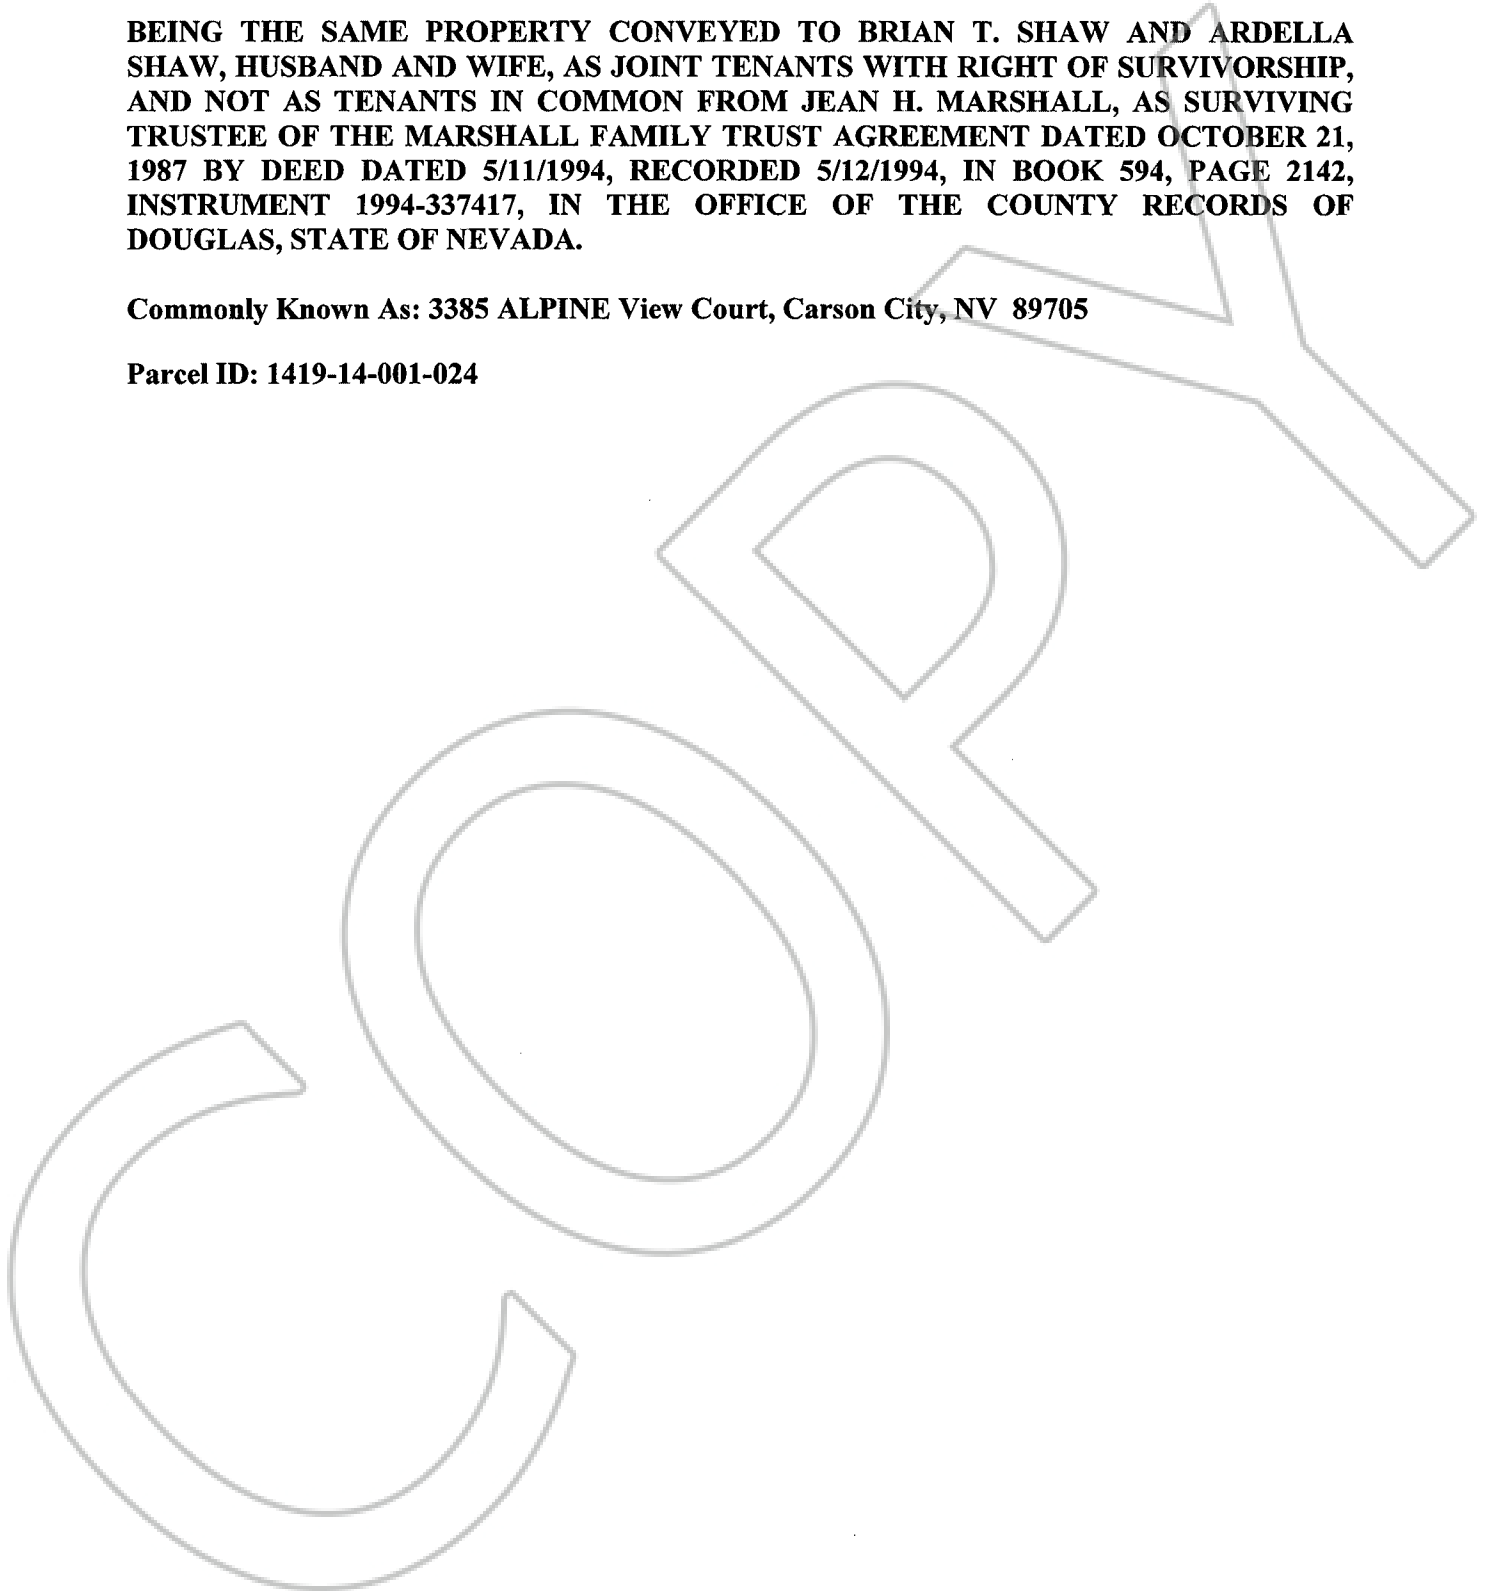 BEING THE SAME PROPERTY CONVEYED TO BRIAN T. SHAW AND ARDELLA
SHAW, HUSBAND AND WIFE, AS JOINT TENANTS WITH RIGHT OF SURVIVORSHIP,
AND NOT AS TENANTS IN COMMON FROM JEAN H. MARSHALL, AS SURVIVING
TRUSTEE OF THE MARSHALL FAMILY TRUST AGREEMENT DATED OCTOBER 21,
1987 BY DEED DATED 5/11/1994, RECORDED 5/12/1994, IN BOOK 594, PAGE 2142,
INSTRUMENT 1994-337417, IN THE OFFICE OF THE COUNTY RECORDS OF
DOUGLAS, STATE OF NEVADA.
Commonly Known As: 3385 ALPINE View Court, Carson City, NV 89705
Parcel ID: 1419-14-001-024
COPY